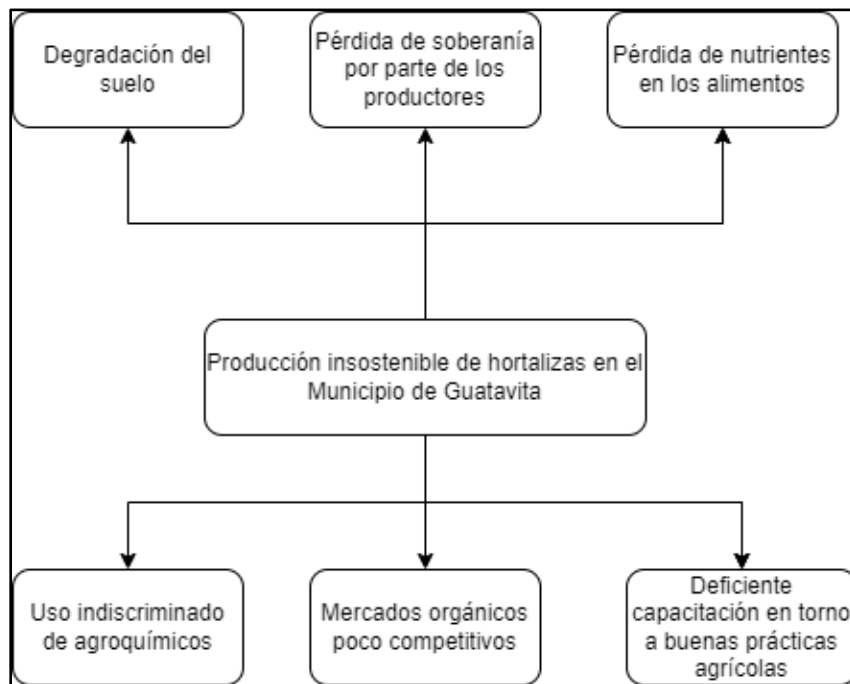 Degradación del
suelo
Pérdida de soberanía
por parte de los
productores
Pérdida de nutrientes
en los alimentos
Producción insostenible de hortalizas en el
Municipio de Guatavita
Uso indiscriminado
de agroquímicos
Mercados orgánicos
poco competitivos
Deficiente
capacitación en torno
a buenas prácticas
agrícolas